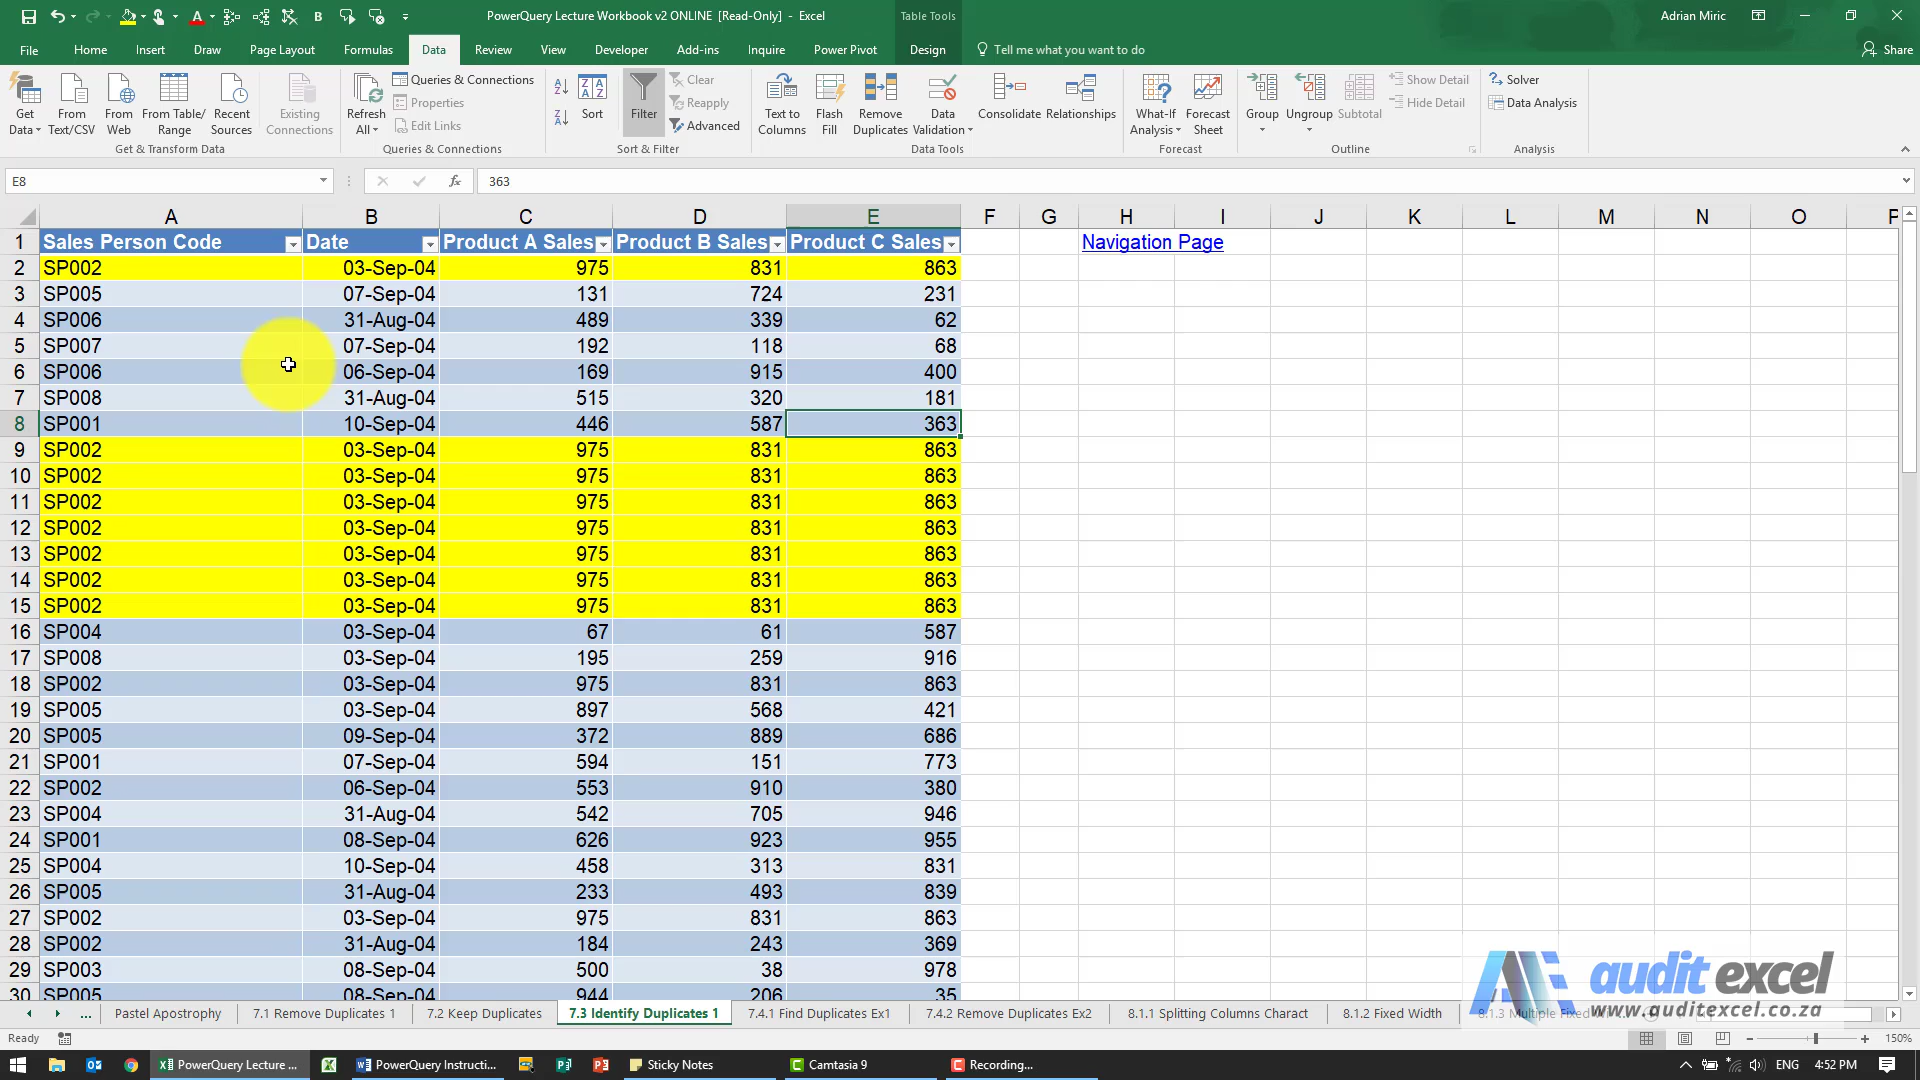 PowerQuery Lecture Workbook v2 ONLINE [Read-Only] - Excel
Table Tools
Adrian Miric
File Home Insert Draw Page Layout Formulas Data Review View Developer Add-ins Inquire Power Pivot Design Tell me what you want to do Share
Get Data
From Text/CSV
From Web
From Table/ Range
Recent Sources
Existing Connections
Get & Transform Data
Refresh All
Queries & Connections
Properties
Edit Links
Queries & Connections
Sort
Filter
Clear
Reapply
Advanced
Sort & Filter
Text to Columns
Flash Fill
Remove Duplicates
Data Validation
Consolidate
Relationships
Data Tools
What-If Analysis
Forecast Sheet
Forecast
Group
Ungroup
Subtotal
Show Detail
Hide Detail
Outline
Solver
Data Analysis
Analysis
E8 fx 363
A B C D E F G H I J K L M N O P
1 Sales Person Code Date Product A Sales Product B Sales Product C Sales Navigation Page
2 SP002 03-Sep-04 975 831 863
3 SP005 07-Sep-04 131 724 231
4 SP006 31-Aug-04 489 339 62
5 SP007 07-Sep-04 192 118 68
6 SP006 06-Sep-04 169 915 400
7 SP008 31-Aug-04 515 320 181
8 SP001 10-Sep-04 446 587 363
9 SP002 03-Sep-04 975 831 863
10 SP002 03-Sep-04 975 831 863
11 SP002 03-Sep-04 975 831 863
12 SP002 03-Sep-04 975 831 863
13 SP002 03-Sep-04 975 831 863
14 SP002 03-Sep-04 975 831 863
15 SP002 03-Sep-04 975 831 863
16 SP004 03-Sep-04 67 61 587
17 SP008 03-Sep-04 195 259 916
18 SP002 03-Sep-04 975 831 863
19 SP005 03-Sep-04 897 568 421
20 SP005 09-Sep-04 372 889 686
21 SP001 07-Sep-04 594 151 773
22 SP002 06-Sep-04 553 910 380
23 SP004 31-Aug-04 542 705 946
24 SP001 08-Sep-04 626 923 955
25 SP004 10-Sep-04 458 313 831
26 SP005 31-Aug-04 233 493 839
27 SP002 03-Sep-04 975 831 863
28 SP002 31-Aug-04 184 243 369
29 SP003 08-Sep-04 500 38 978
30 SP005 08-Sep-04 944 206 35
audit excel
www.auditexcel.co.za
... Pastel Apostrophy 7.1 Remove Duplicates 1 7.2 Keep Duplicates 7.3 Identify Duplicates 1 7.4.1 Find Duplicates Ex1 7.4.2 Remove Duplicates Ex2 8.1.1 Splitting Columns Charact 8.1.2 Fixed Width 8.1.3 Multiple Fixed
Ready 150%
PowerQuery Lecture ... PowerQuery Instructi... Sticky Notes Camtasia 9 Recording... ENG 4:52 PM